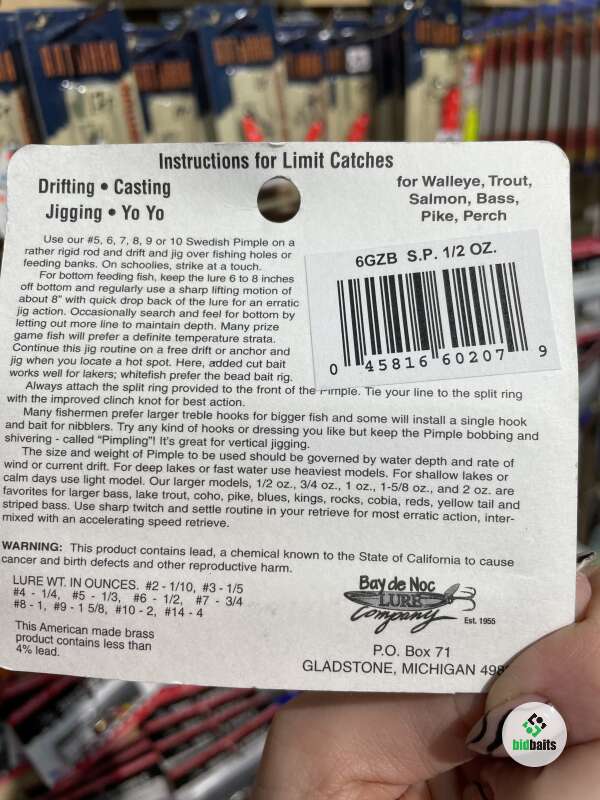 Instructions for Limit Catches
Drifting • Casting
Jigging • Yo Yo
for Walleye, Trout,
Salmon, Bass,
Pike, Perch
Use our #5, 6, 7, 8, 9 or 10 Swedish Pimple on a
rather rigid rod and drift and jig over fishing holes or
feeding banks. On schoolies, strike at a touch.
For bottom feeding fish, keep the lure 6 to 8 inches
off bottom and regularly use a sharp lifting motion of
about 8" with quick drop back of the lure for an erratic
jig action. Occasionally search and feel for bottom by
letting out more line to maintain depth. Many prize
game fish will prefer a definite temperature strata.
Continue this jig routine on a free drift or anchor and
jig when you locate a hot spot. Here, added cut bait
works well for lakers; whitefish prefer the bead bait rig.
6GZB S.P. 1/2 OZ.
0 45816 60207 9
Always attach the split ring provided to the front of the Pimple. Tie your line to the split ring
with the improved clinch knot for best action.
Many fishermen prefer larger treble hooks for bigger fish and some will install a single hook
and bait for nibblers. Try any kind of hooks or dressing you like but keep the Pimple bobbing and
shivering - called "Pimpling"! It's great for vertical jigging.
The size and weight of Pimple to be used should be governed by water depth and rate of
wind or current drift. For deep lakes or fast water use heaviest models. For shallow lakes or
calm days use light model. Our larger models, 1/2 oz., 3/4 oz., 1 oz., 1-5/8 oz., and 2 oz. are
favorites for larger bass, lake trout, coho, pike, blues, kings, rocks, cobia, reds, yellow tail and
striped bass. Use sharp twitch and settle routine in your retrieve for most erratic action, inter-
mixed with an accelerating speed retrieve.
WARNING: This product contains lead, a chemical known to the State of California to cause
cancer and birth defects and other reproductive harm.
LURE WT. IN OUNCES. #2 - 1/10, #3 - 1/5
#4 - 1/4, #5 - 1/3, #6 - 1/2, #7 - 3/4
#8 - 1, #9 - 1 5/8, #10 - 2, #14 - 4
This American made brass
product contains less than
4% lead.
Bay de Noc
LURE
Company
Est. 1955
P.O. Box 71
GLADSTONE, MICHIGAN 498
bidbaits